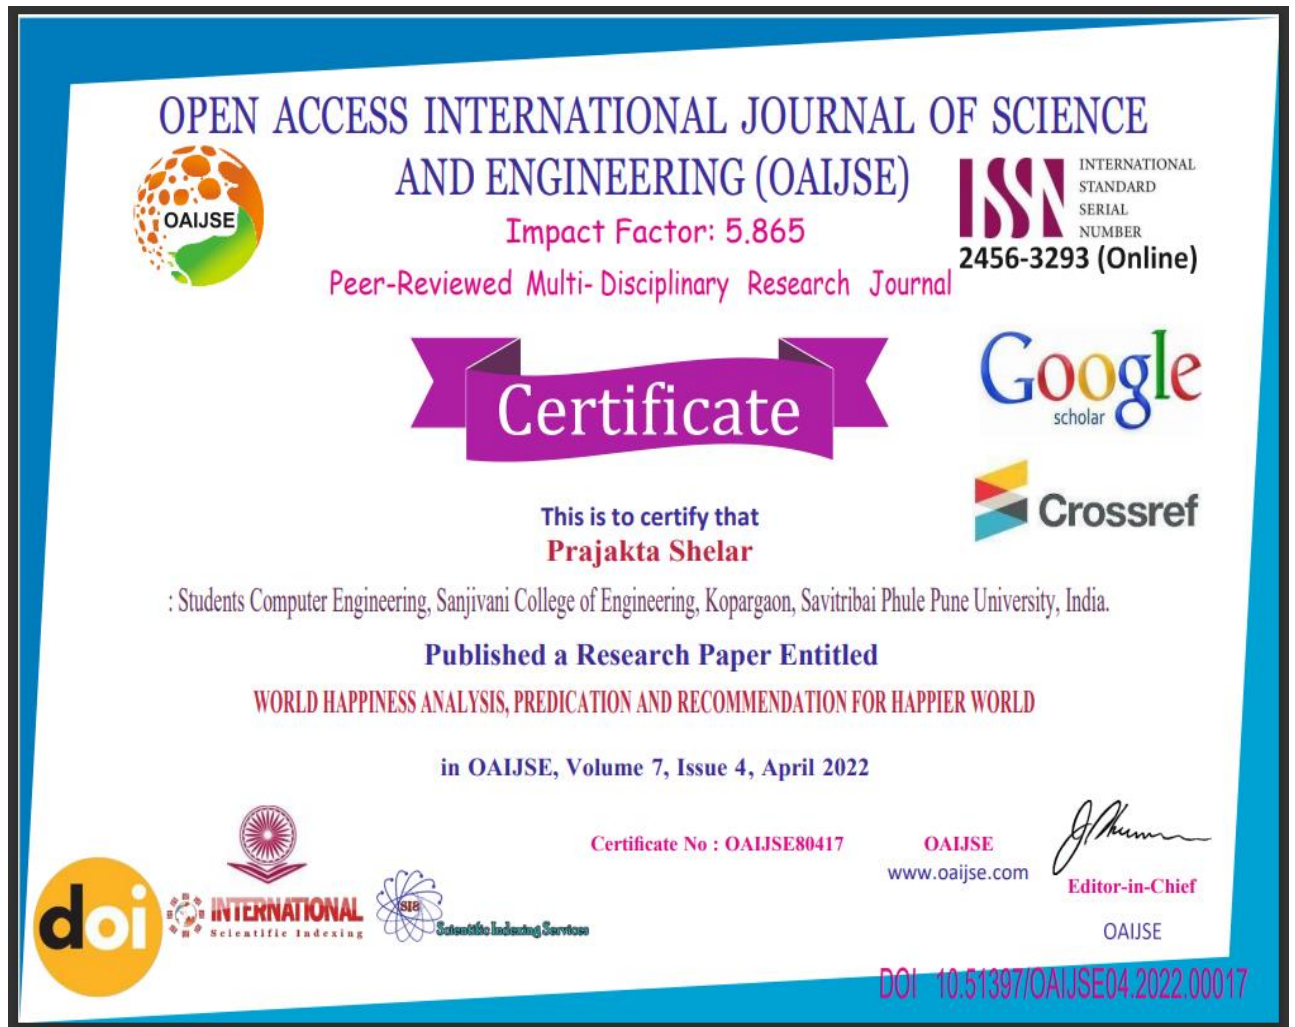 OPEN ACCESS INTERNATIONAL JOURNAL OF SCIENCE
AND ENGINEERING (OAIJSE)
OAIJSE
Impact Factor: 5.865
Peer-Reviewed Multi- Disciplinary Research Journal
ISSN
INTERNATIONAL
STANDARD
SERIAL
NUMBER
2456-3293 (Online)
Certificate
Google
scholar
Crossref
This is to certify that
Prajakta Shelar
: Students Computer Engineering, Sanjivani College of Engineering, Kopargaon, Savitribai Phule Pune University, India.
Published a Research Paper Entitled
WORLD HAPPINESS ANALYSIS, PREDICATION AND RECOMMENDATION FOR HAPPIER WORLD
in OAIJSE, Volume 7, Issue 4, April 2022
Certificate No : OAIJSE80417
OAIJSE
www.oaijse.com
Editor-in-Chief
OAIJSE
doi
INTERNATIONAL
Scientific Indexing
SIS
Scientific Indexing Services
DOI 10.51397/OAIJSE04.2022.00017